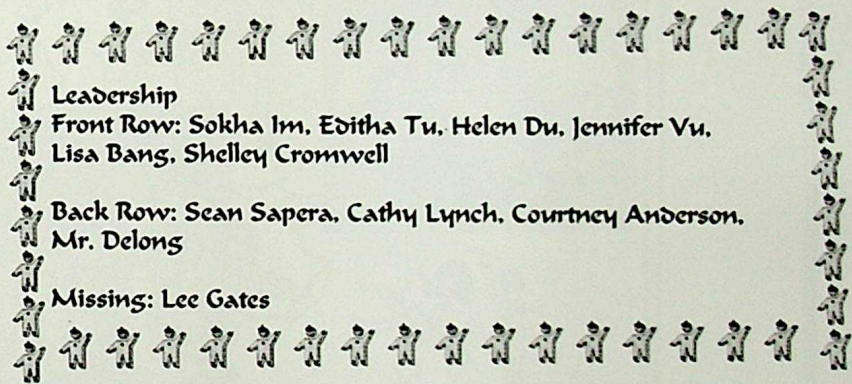 Leadership
Front Row: Sokha Im, Editha Tu, Helen Du, Jennifer Vu,
Lisa Bang, Shelley Cromwell
Back Row: Sean Sapera, Cathy Lynch, Courtney Anderson,
Mr. Delong
Missing: Lee Gates